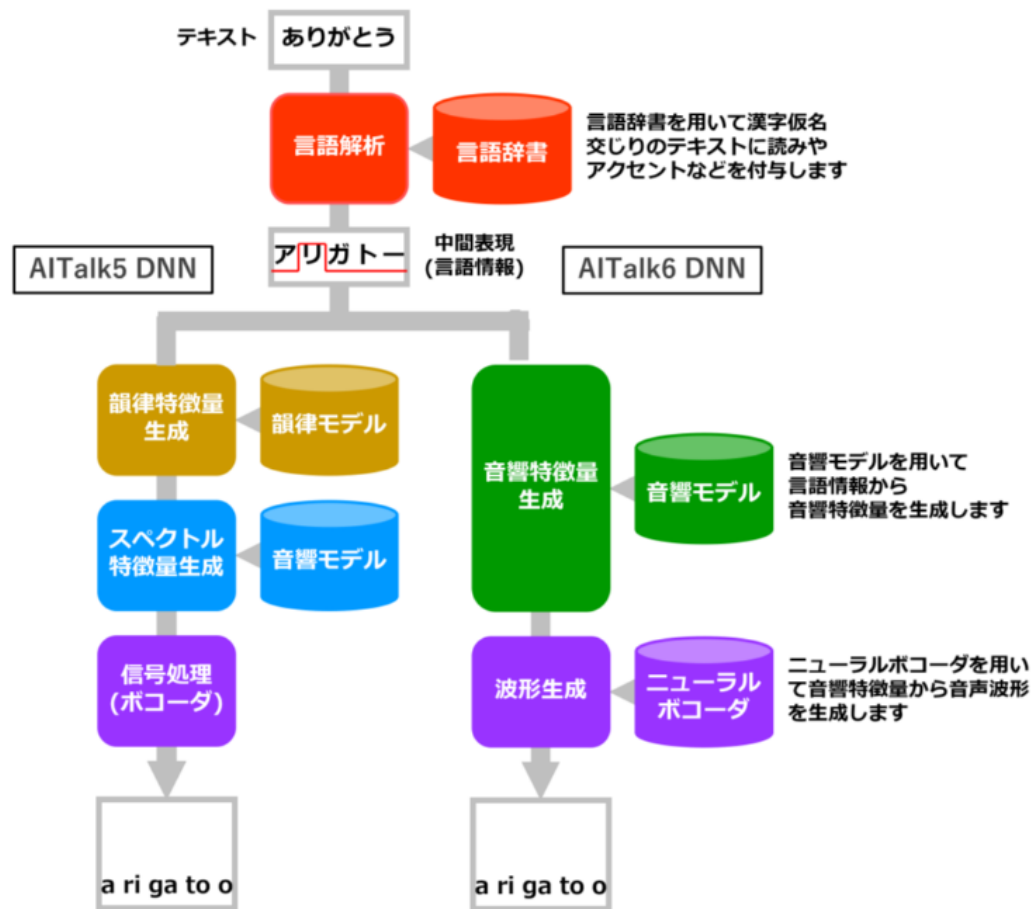 テキスト
ありがとう
言語解析
言語辞書
言語辞書を用いて漢字仮名
交じりのテキストに読みや
アクセントなどを付与します
アリガトー
中間表現
(言語情報)
AITalk5 DNN
AITalk6 DNN
韻律特徴量
生成
韻律モデル
スペクトル
特徴量生成
音響モデル
信号処理
(ボコーダ)
a ri ga to o
音響特徴量
生成
音響モデル
音響モデルを用いて
言語情報から
音響特徴量を生成します
波形生成
ニューラル
ボコーダ
ニューラルボコーダを用い
て音響特徴量から音声波形
を生成します
a ri ga to o